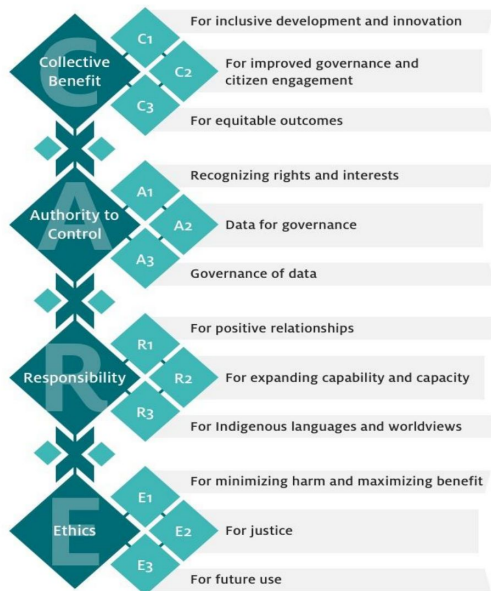 C
Collective
Benefit
C1
For inclusive development and innovation
C2
For improved governance and
citizen engagement
C3
For equitable outcomes
A
Authority to
Control
A1
Recognizing rights and interests
A2
Data for governance
A3
Governance of data
R
Responsibility
R1
For positive relationships
R2
For expanding capability and capacity
R3
For Indigenous languages and worldviews
E
Ethics
E1
For minimizing harm and maximizing benefit
E2
For justice
E3
For future use